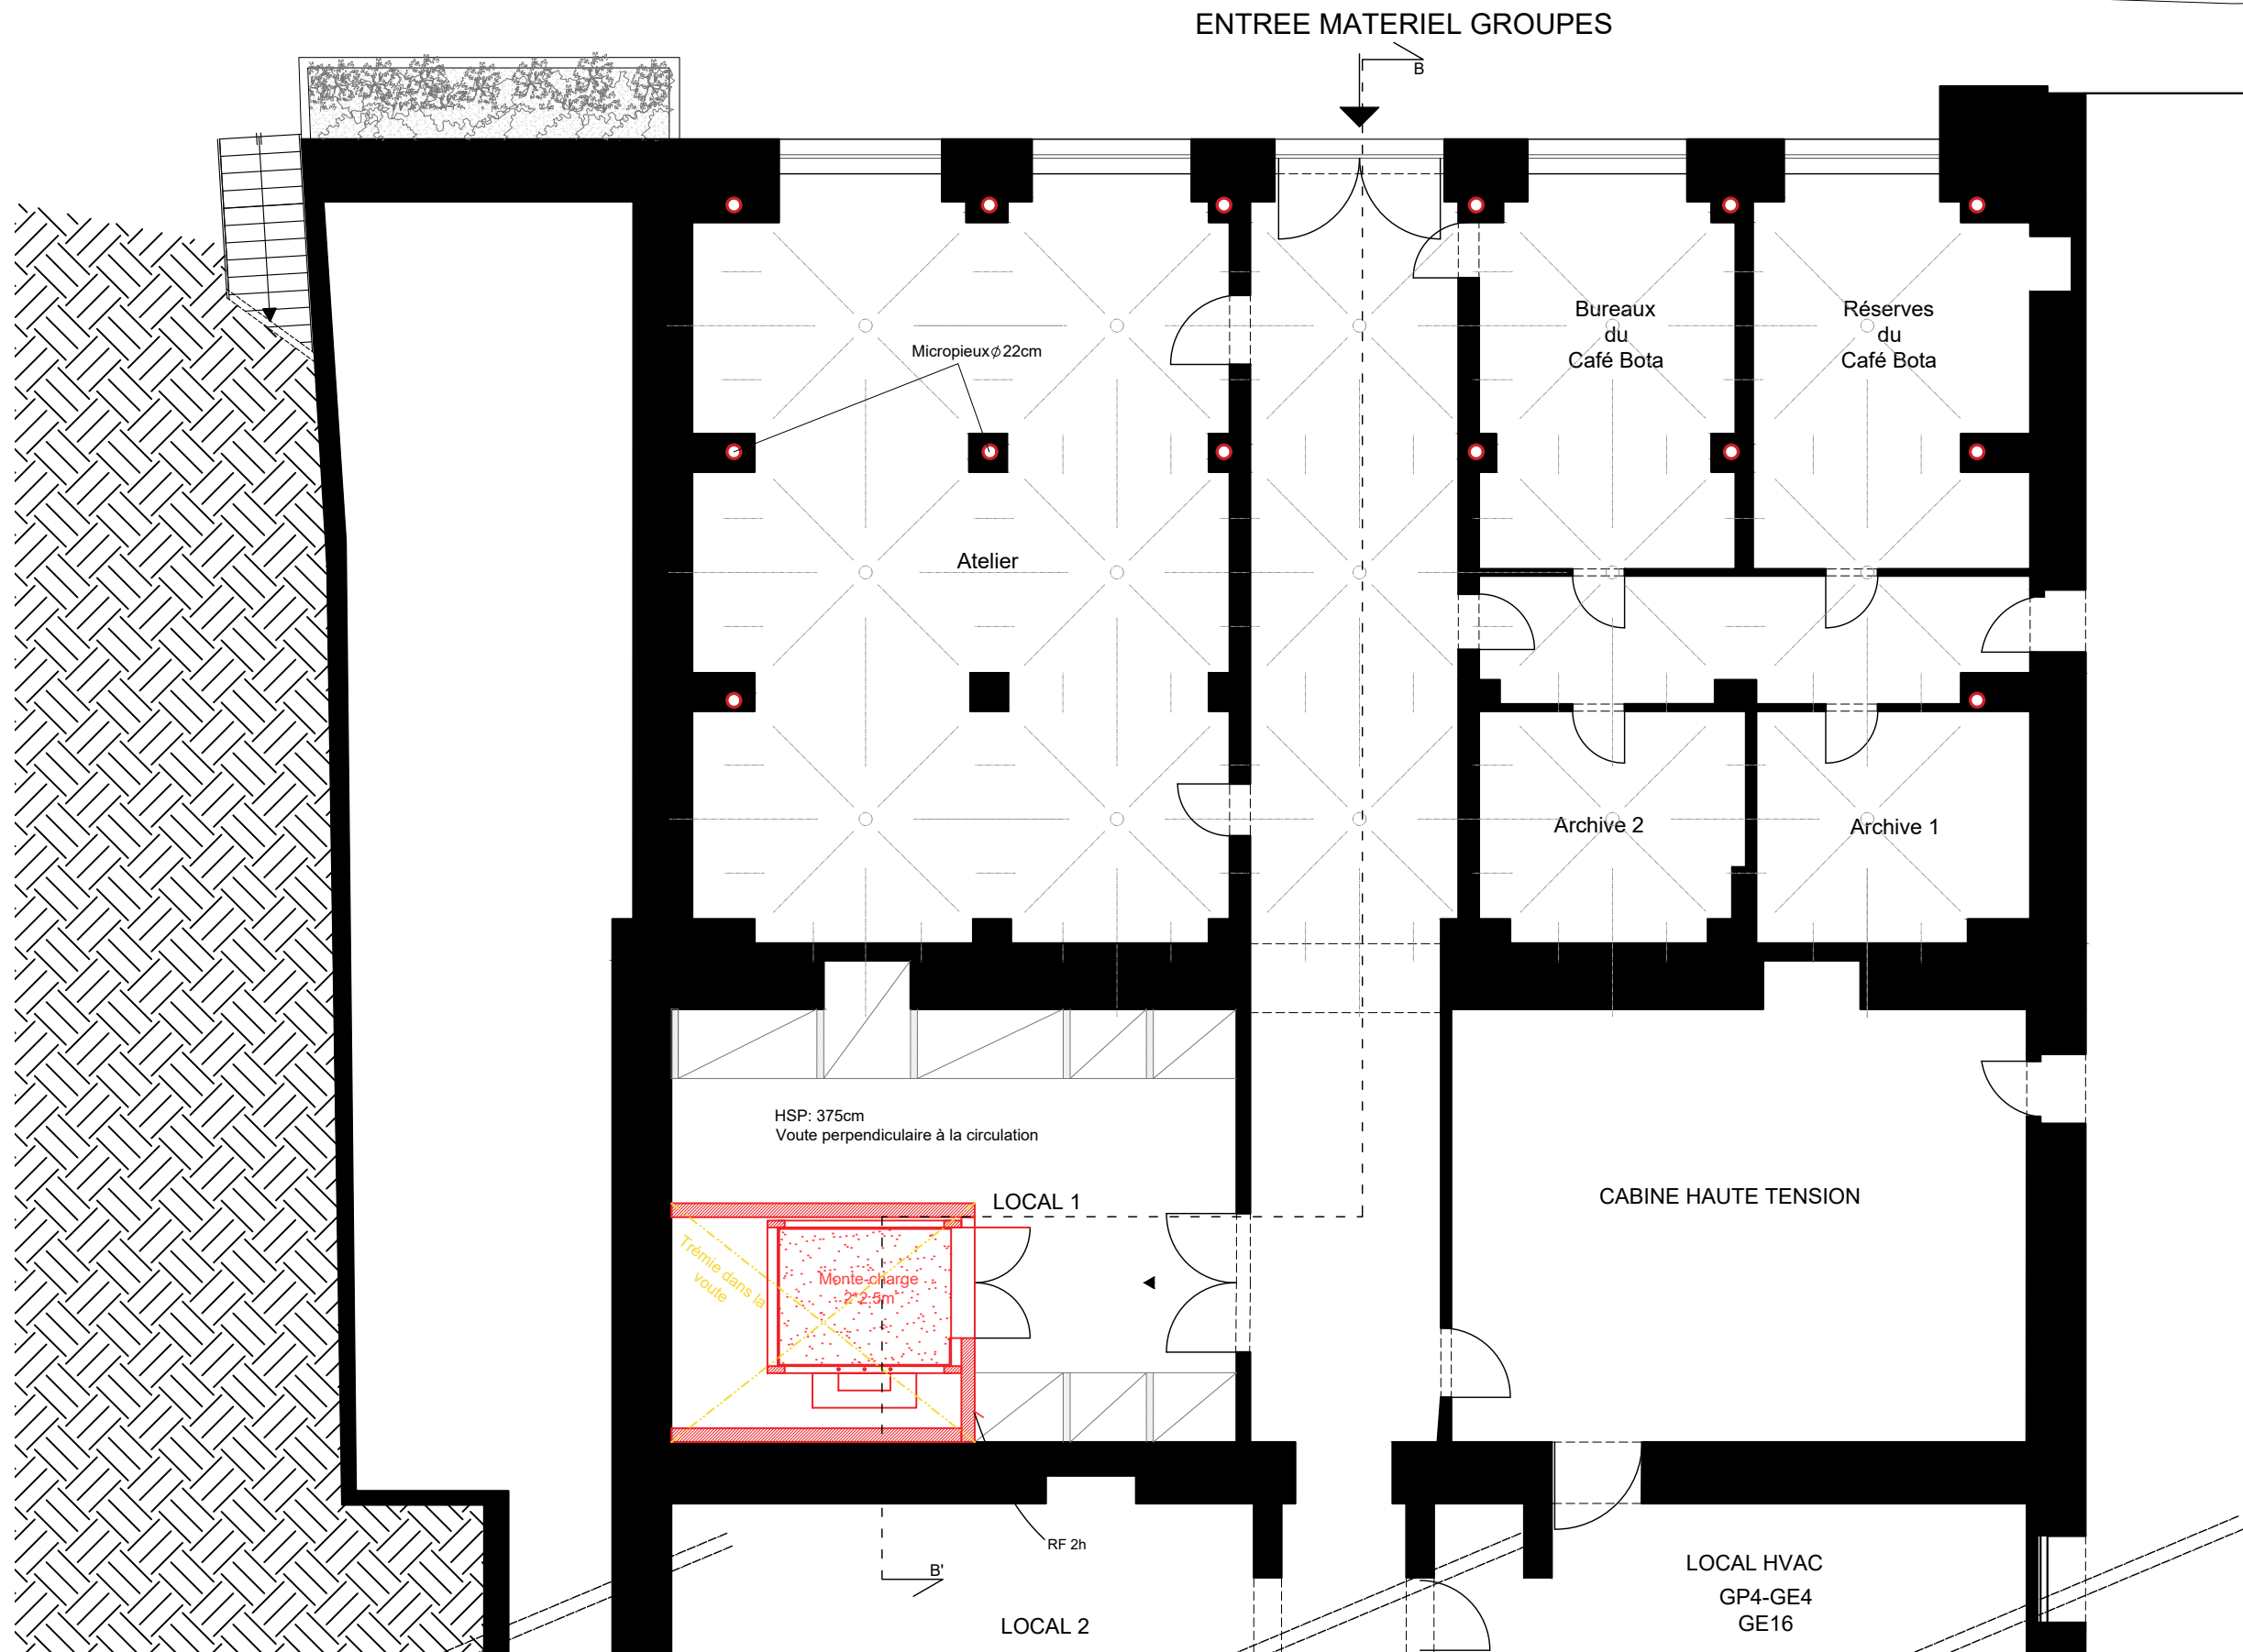 ENTREE MATERIEL GROUPES
B
Bureaux
du
Café Bota
Réserves
du
Café Bota
Micropieux ϕ 22cm
Atelier
Archive 2
Archive 1
HSP: 375cm
Voute perpendiculaire à la circulation
LOCAL 1
CABINE HAUTE TENSION
Trémie dans la
voute
Monte-charge
2*2.5m
RF 2h
B'
LOCAL 2
LOCAL HVAC
GP4-GE4
GE16